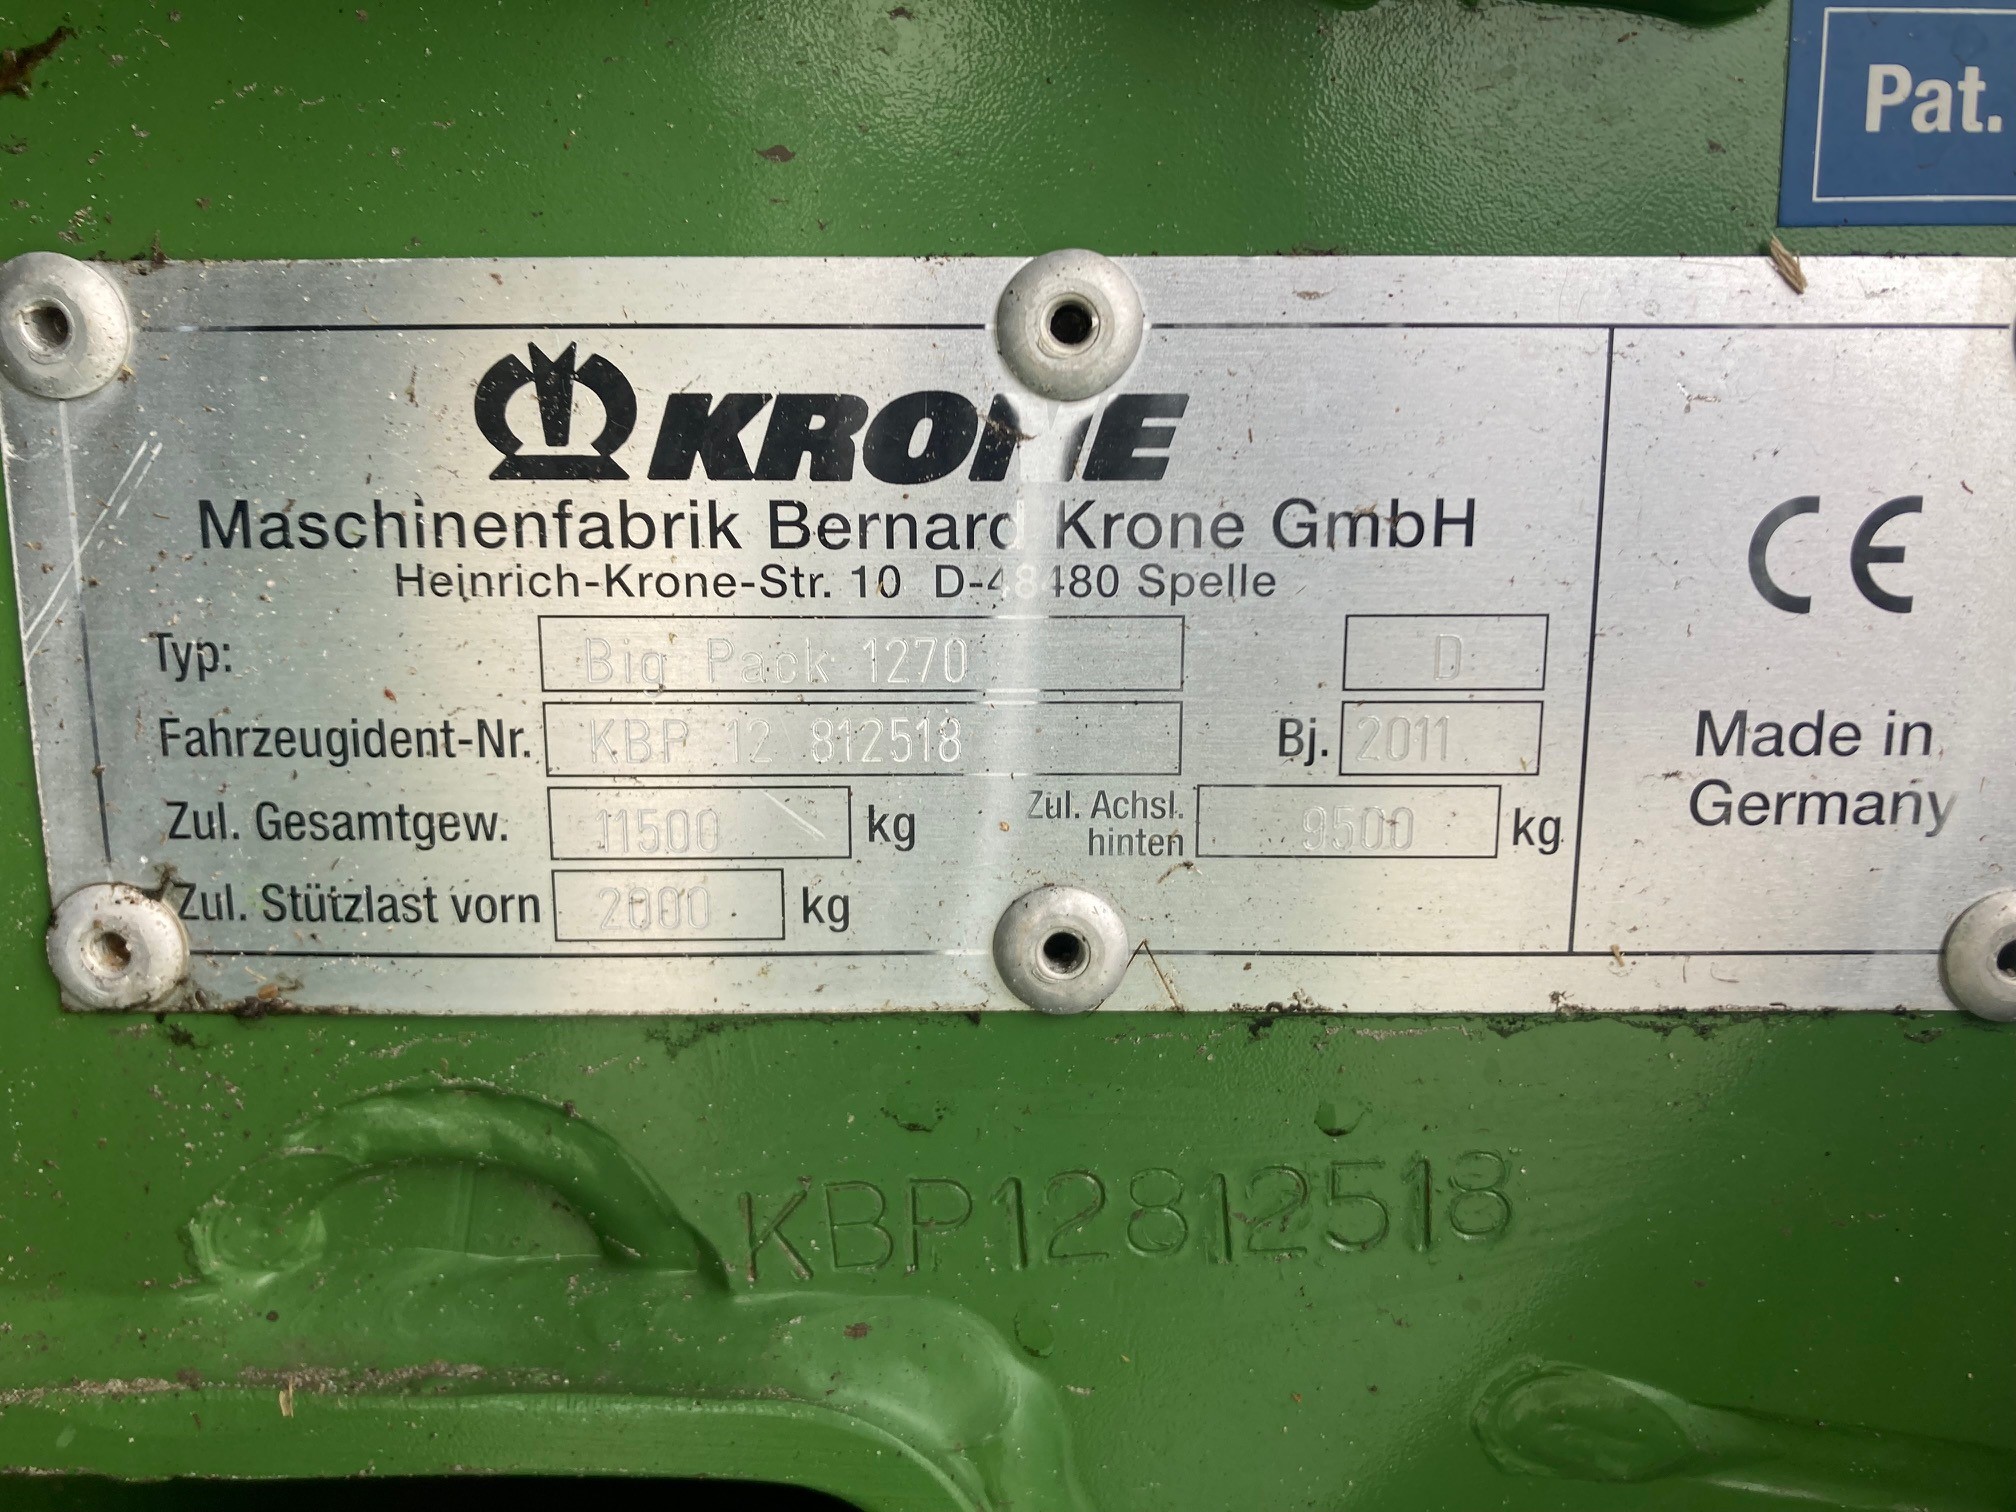 Pat.
KRONE
Maschinenfabrik Bernard Krone GmbH
Heinrich-Krone-Str. 10 D-48480 Spelle
CE
Typ: Big Pack 1270 D
Fahrzeugident-Nr. KBP 12 812518 Bj. 2011
Made in
Germany
Zul. Gesamtgew. 11500 kg Zul. Achsl. hinten 9500 kg
Zul. Stützlast vorn 2000 kg
KBP12812518